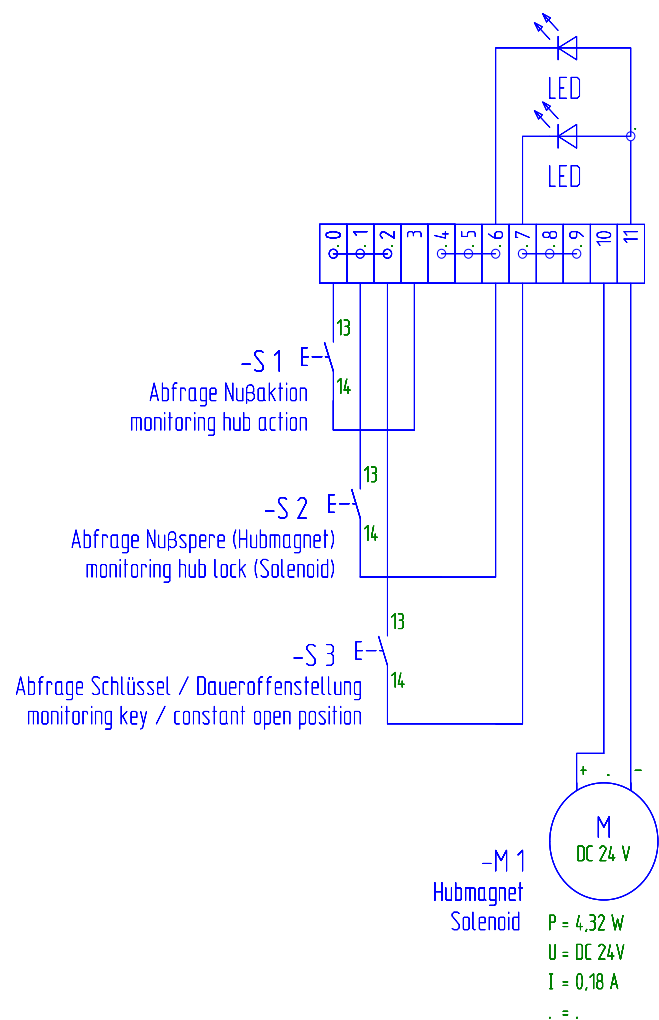 LED
LED
.0 .1 .2 3 .4 .5 .6 .7 .8 .9 10 11
13
-S 1
14
Abfrage Nußaktion
monitoring hub action
13
-S 2
14
Abfrage Nußspere (Hubmagnet)
monitoring hub lock (Solenoid)
13
-S 3
14
Abfrage Schlüssel / Daueroffenstellung
monitoring key / constant open position
+ . -
M
DC 24 V
-M 1
Hubmagnet
Solenoid
P = 4,32 W
U = DC 24V
I = 0,18 A
. = .